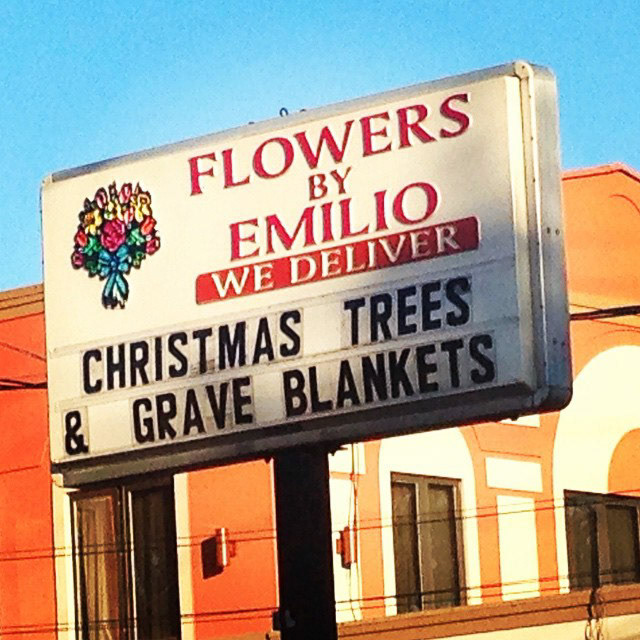 FLOWERS
BY
EMILIO
WE DELIVER
CHRISTMAS TREES
& GRAVE BLANKETS